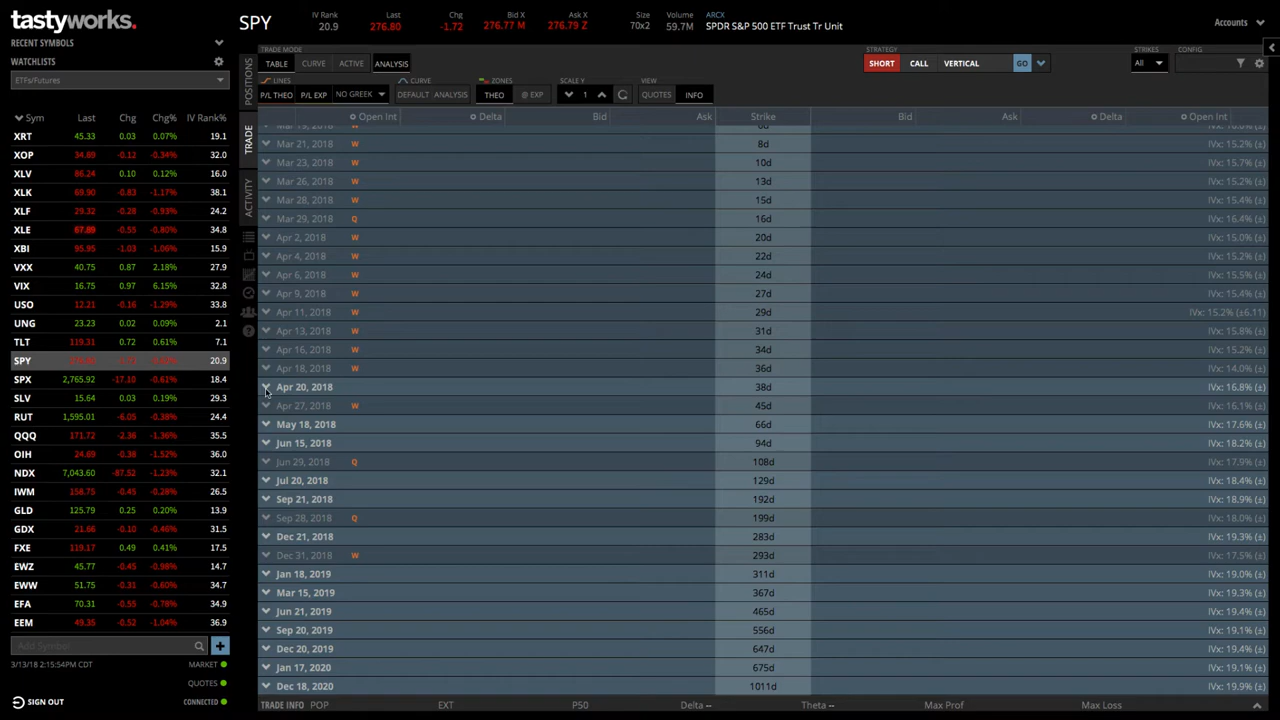 tastyworks.
RECENT SYMBOLS
WATCHLISTS
ETFs/Futures
Sym Last Chg Chg% IV Rank%
XRT 45.33 0.03 0.07% 19.1
XOP 34.89 -0.12 -0.34% 32.0
XLV 86.24 0.10 0.12% 16.0
XLK 69.90 -0.83 -1.17% 38.1
XLF 29.32 -0.28 -0.93% 24.2
XLE 67.89 -0.55 -0.80% 34.8
XBI 95.95 -1.03 -1.06% 15.9
VXX 40.75 0.87 2.18% 27.9
VIX 16.75 0.97 6.15% 32.8
USO 12.21 -0.16 -1.29% 33.8
UNG 23.23 0.02 0.09% 2.1
TLT 119.31 0.72 0.61% 7.1
SPY 20.9
SPX 2,765.92 -17.10 -0.61% 18.4
SLV 15.64 0.03 0.19% 29.3
RUT 1,595.01 -6.05 -0.38% 24.4
QQQ 171.72 -2.36 -1.36% 35.5
OIH 24.69 -0.38 -1.52% 36.0
NDX 7,043.60 -87.52 -1.23% 32.1
IWM 158.75 -0.45 -0.28% 26.5
GLD 125.79 0.25 0.20% 13.9
GDX 21.66 -0.10 -0.46% 31.5
FXE 119.17 0.49 0.41% 17.5
EWZ 45.77 -0.45 -0.98% 14.7
EWW 51.75 -0.31 -0.60% 34.7
EFA 70.31 -0.55 -0.78% 34.9
EEM 49.35 -0.52 -1.04% 36.9
Add Symbol
3/13/18 2:15:54PM CDT MARKET
QUOTES
SIGN OUT CONNECTED
SPY
IV Rank Last Chg Bid X Ask X Size Volume ARCX
20.9 276.80 -1.72 276.77 M 276.79 Z 70x2 59.7M SPDR S&P 500 ETF Trust Tr Unit
Accounts
POSITIONS
TRADE
ACTIVITY
TRADE MODE STRATEGY STRIKES CONFIG
TABLE CURVE ACTIVE ANALYSIS SHORT CALL VERTICAL GO All
LINES CURVE ZONES SCALE Y VIEW
P/L THEO P/L EXP NO GREEK DEFAULT ANALYSIS THEO @ EXP 1 QUOTES INFO
Open Int Delta Bid Ask Strike Bid Ask Delta Open Int
Mar 21, 2018 W 8d IVx: 15.2% (±)
Mar 23, 2018 W 10d IVx: 15.7% (±)
Mar 26, 2018 W 13d IVx: 15.2% (±)
Mar 28, 2018 W 15d IVx: 15.4% (±)
Mar 29, 2018 Q 16d IVx: 16.4% (±)
Apr 2, 2018 W 20d IVx: 15.0% (±)
Apr 4, 2018 W 22d IVx: 15.2% (±)
Apr 6, 2018 W 24d IVx: 15.5% (±)
Apr 9, 2018 W 27d IVx: 15.4% (±)
Apr 11, 2018 W 29d IVx: 15.2% (±6.11)
Apr 13, 2018 W 31d IVx: 15.8% (±)
Apr 16, 2018 W 34d IVx: 15.2% (±)
Apr 18, 2018 W 36d IVx: 14.0% (±)
Apr 20, 2018 38d IVx: 16.8% (±)
Apr 27, 2018 W 45d IVx: 16.1% (±)
May 18, 2018 66d IVx: 17.6% (±)
Jun 15, 2018 94d IVx: 18.2% (±)
Jun 29, 2018 Q 108d IVx: 17.9% (±)
Jul 20, 2018 129d IVx: 18.4% (±)
Sep 21, 2018 192d IVx: 18.9% (±)
Sep 28, 2018 Q 199d IVx: 18.0% (±)
Dec 21, 2018 283d IVx: 19.3% (±)
Dec 31, 2018 W 293d IVx: 17.5% (±)
Jan 18, 2019 311d IVx: 19.0% (±)
Mar 15, 2019 367d IVx: 19.3% (±)
Jun 21, 2019 465d IVx: 19.4% (±)
Sep 20, 2019 556d IVx: 19.1% (±)
Dec 20, 2019 647d IVx: 19.4% (±)
Jan 17, 2020 675d IVx: 19.1% (±)
Dec 18, 2020 1011d IVx: 19.9% (±)
TRADE INFO POP EXT P50 Delta -- Theta -- Max Prof Max Loss